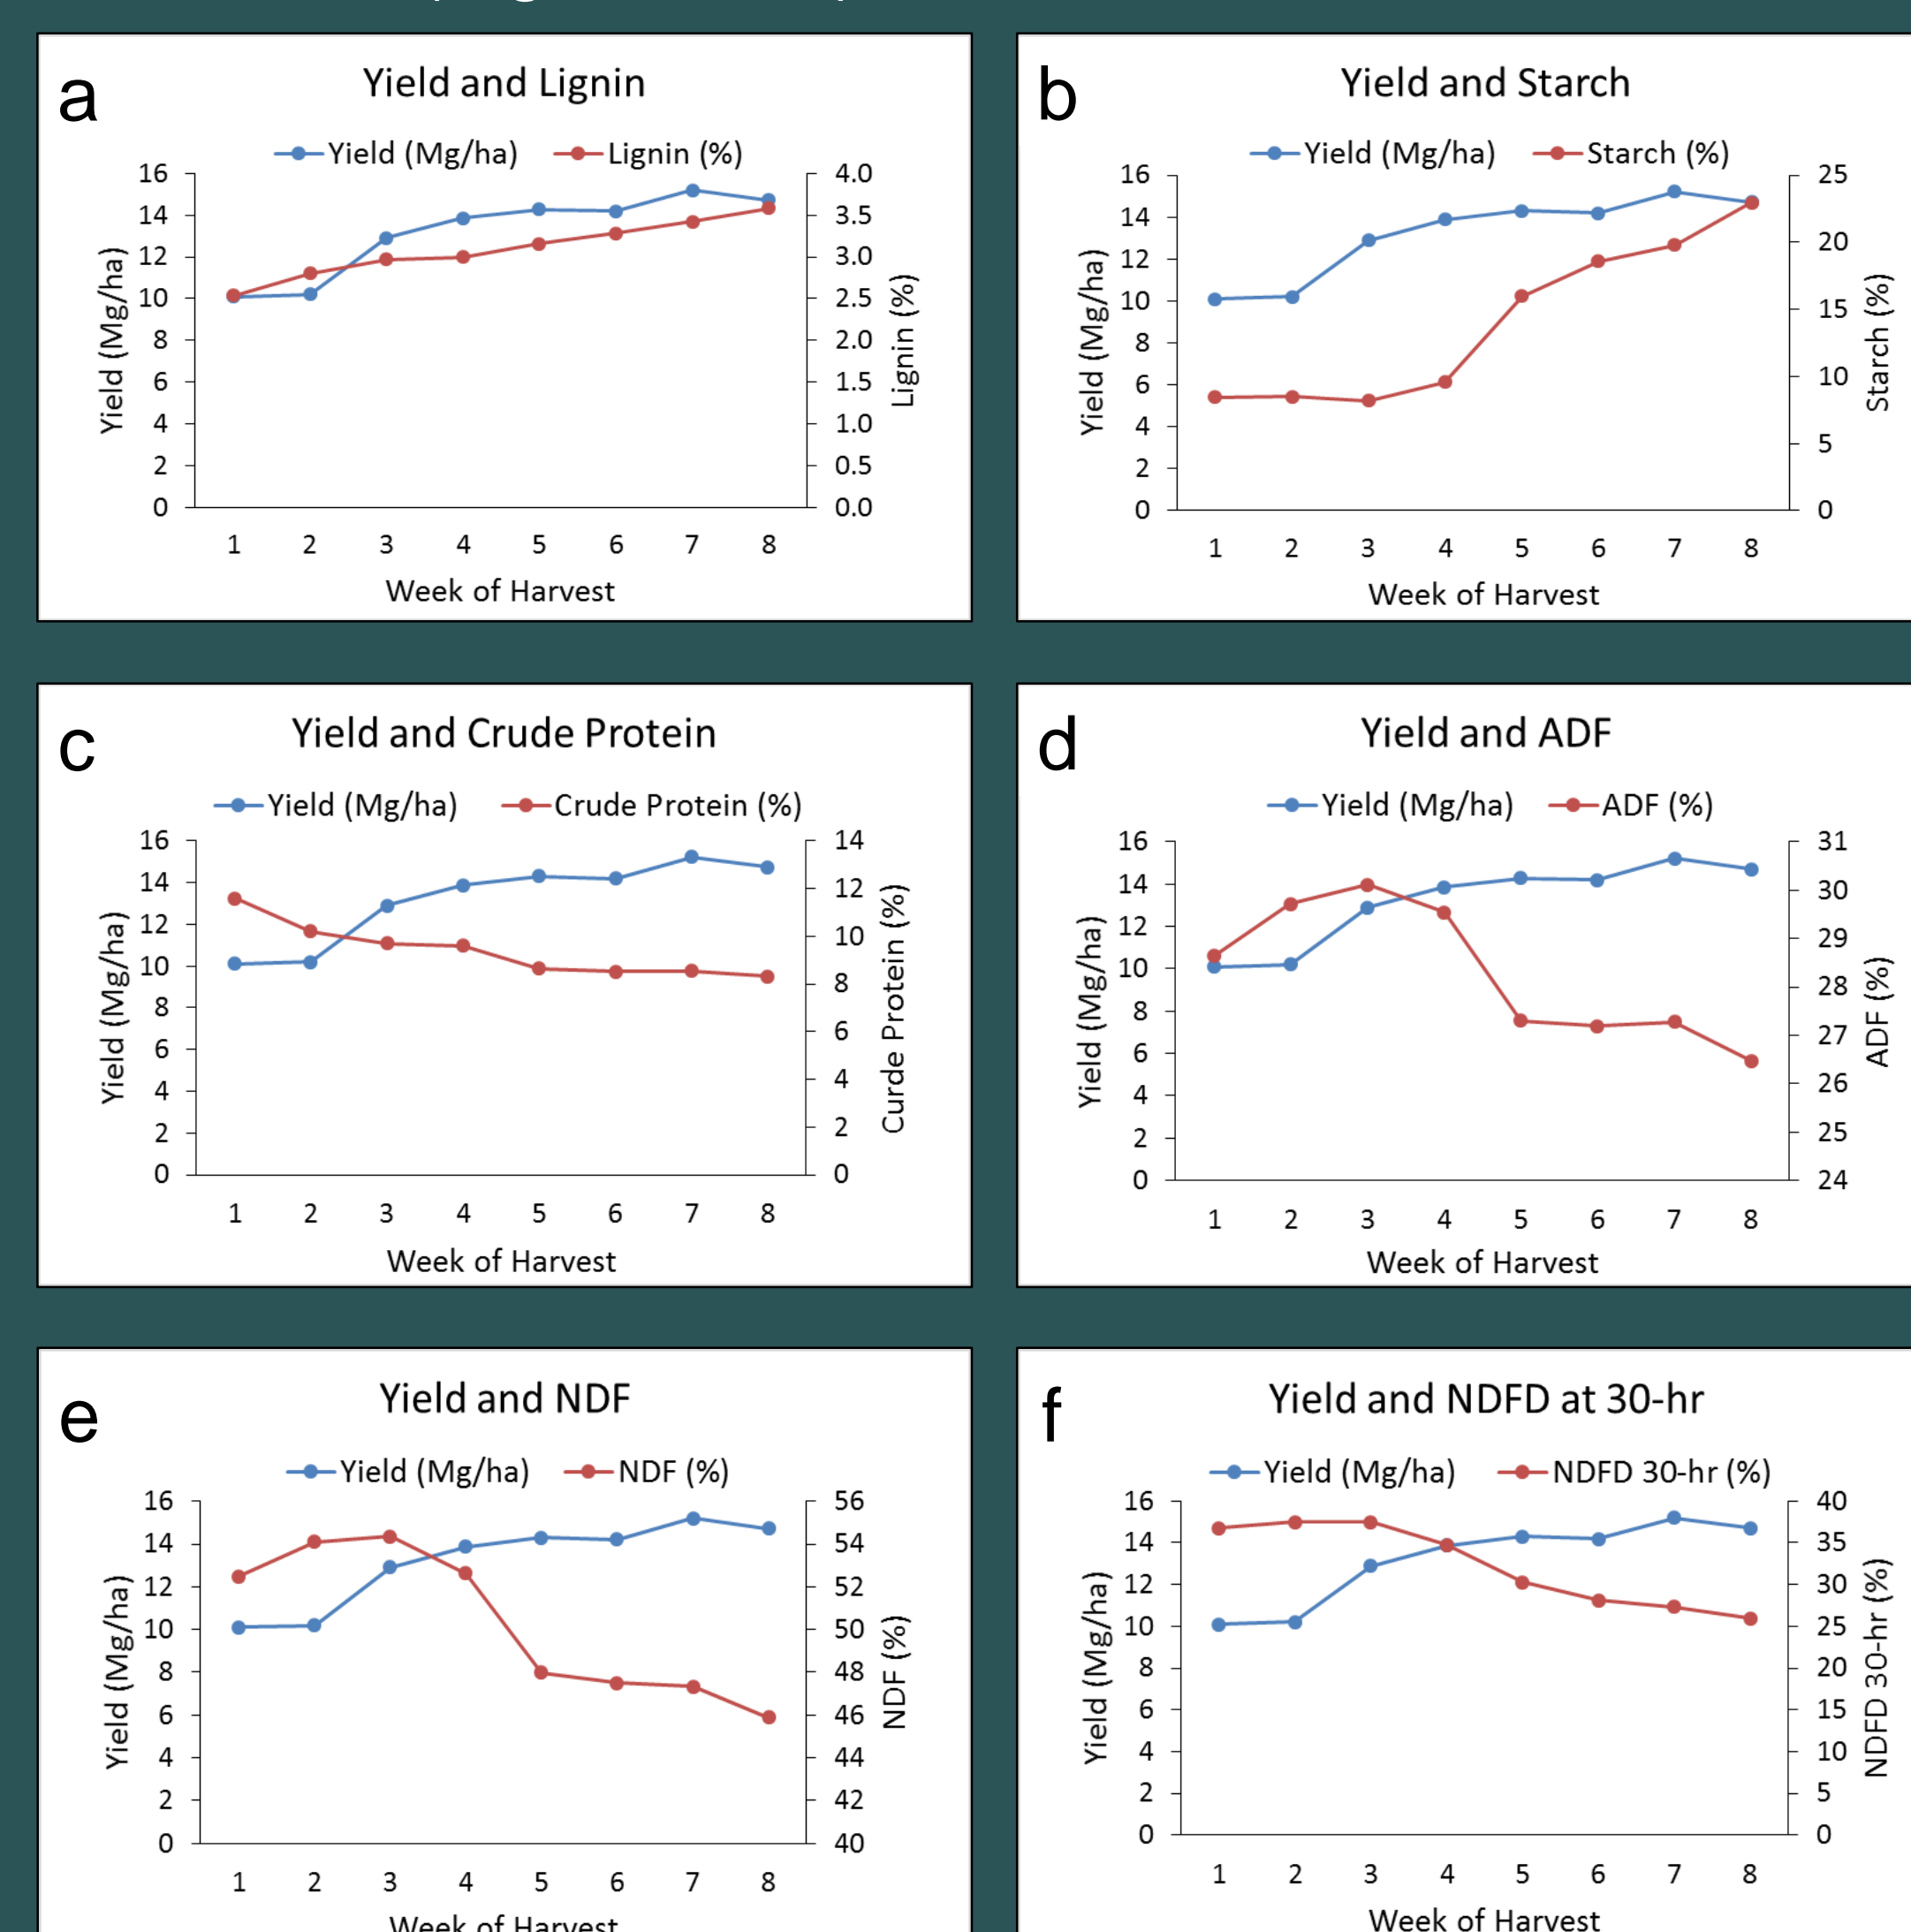 a
Yield and Lignin
Yield (Mg/ha) Lignin (%)
16 4.0
14 3.5
12 3.0
10 2.5
8 2.0
6 1.5
4 1.0
2 0.5
0 0.0
Yield (Mg/ha)
Lignin (%)
1 2 3 4 5 6 7 8
Week of Harvest
b
Yield and Starch
Yield (Mg/ha) Starch (%)
16 25
14
12 20
10 15
8
6 10
4 5
2
0 0
Yield (Mg/ha)
Starch (%)
1 2 3 4 5 6 7 8
Week of Harvest
c
Yield and Crude Protein
Yield (Mg/ha) Crude Protein (%)
16 14
14 12
12 10
10 8
8 6
6 4
4 2
2
0 0
Yield (Mg/ha)
Curde Protein (%)
1 2 3 4 5 6 7 8
Week of Harvest
d
Yield and ADF
Yield (Mg/ha) ADF (%)
16 31
14 30
12 29
10 28
8 27
6 26
4 25
2
0 24
Yield (Mg/ha)
ADF (%)
1 2 3 4 5 6 7 8
Week of Harvest
e
Yield and NDF
Yield (Mg/ha) NDF (%)
16 56
14 54
12 52
10 50
8 48
6 46
4 44
2 42
0 40
Yield (Mg/ha)
NDF (%)
1 2 3 4 5 6 7 8
Week of Harvest
f
Yield and NDFD at 30-hr
Yield (Mg/ha) NDFD 30-hr (%)
16 40
14 35
12 30
10 25
8 20
6 15
4 10
2 5
0 0
Yield (Mg/ha)
NDFD 30-hr (%)
1 2 3 4 5 6 7 8
Week of Harvest